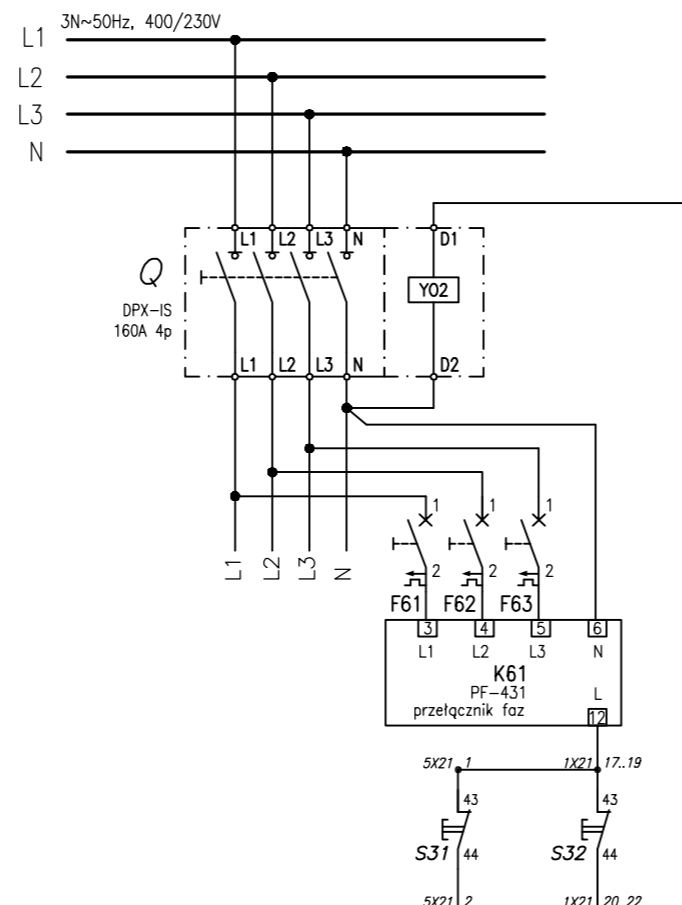 3N~50Hz, 400/230V
L1
L2
L3
N
L1 L2 L3 N D1
Q
DPX-IS
160A 4p
Y02
L1 L2 L3 N D2
1 1 1
L1 L2 L3 N
2 2 2
F61 F62 F63
3 4 5 6
L1 L2 L3 N
K61
PF-431
przełącznik faz
L
12
5X21 1 1X21 17..19
43 43
S31 44 S32 44
5X21 2 1X21 20..22